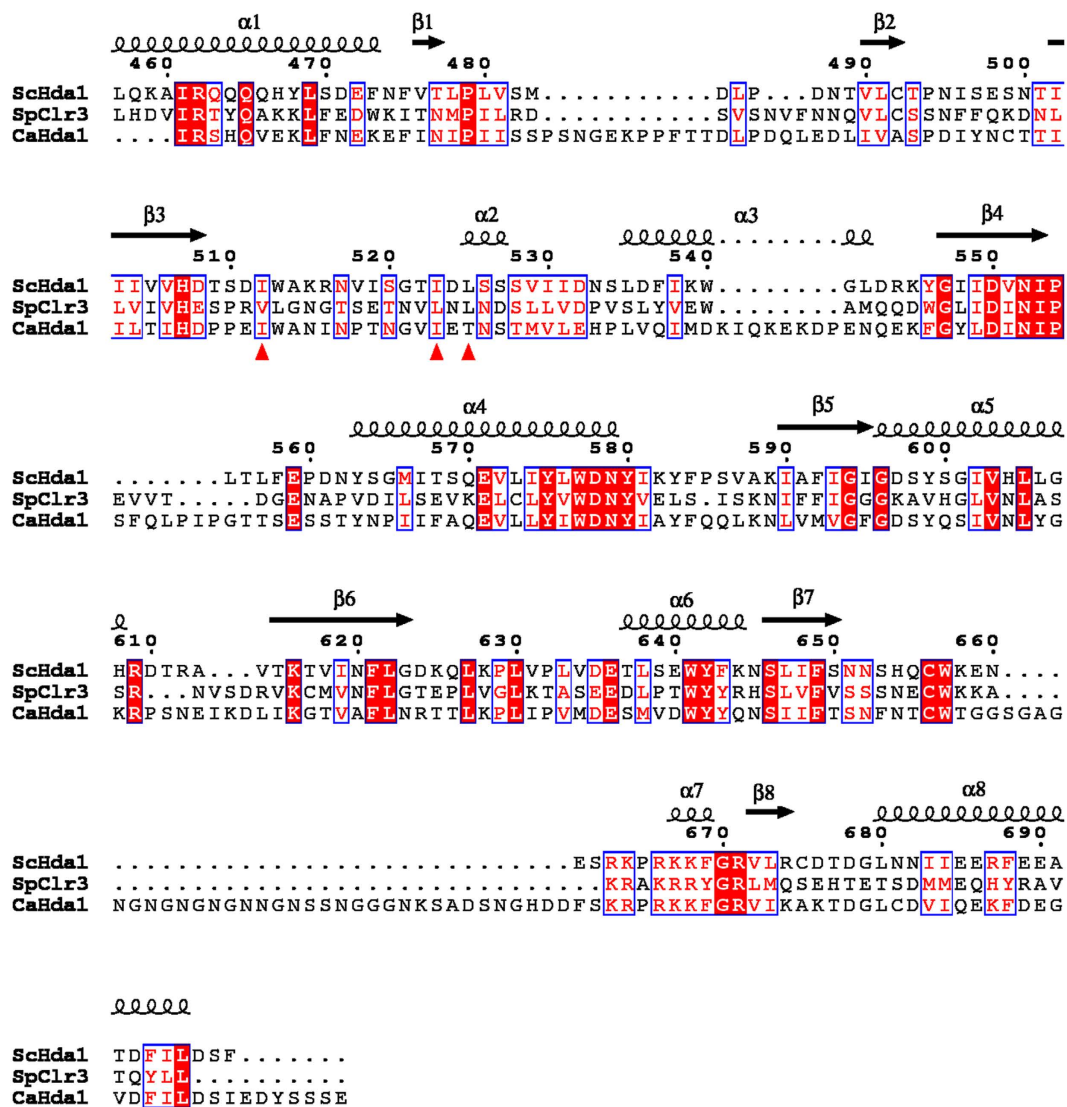 α1 β1 β2
460 470 480 490 500
ScHda1 LQKAIRQQQQHYLSDEFNFVTLPLVSM...........DLP...DNTVLCTPNISESNTI
SpClr3 LHDVIRTYQAKKLFEDWKITNMPILRD...........SVSNVFNNQVLCSSNFFQKDNL
CaHda1 ....IRSHQVEKLFNEKEFINIPIISSPSNGEKPPFTTDLPDQLEDLIVASPDIYNCTTI
β3 α2 α3 β4
510 520 530 540 550
ScHda1 IIVVHDTSDIWAKRNVISGTIDLSSSSVIIDNSLDFIKW........GLDRKYGIIDVNIP
SpClr3 LVIVHESPRVLGNGTSETNVLNLNDSLLVDPVSLYVEW........AMQQDWGLIDVNIP
CaHda1 ILTIHDPPEIWANINPTNGVIETNSTMVLEHPLVQIMDKIQKEKDPENQEKFGYLDINIP
α4 β5 α5
560 570 580 590 600
ScHda1 .......LTLFEPDNYSGMITSQEVLIYLWDNYIKYFPSVAKIAFIGIGDSYSGIVHLLG
SpClr3 EVVT.....DGENAPVDILSEVKELCLYVWDNYVELS.ISKNIFFIGGGKAVHGLVNLAS
CaHda1 SFQLPIPGTTSESSTYNPIIFAQEVLLYIWDNYIAYFQQLKNLVMVGFGDSYQSIVNLYG
β6 α6 β7
610 620 630 640 650 660
ScHda1 HRDTRA...VTKTVINFLGDKQLKPLVPLVDETLSEWYFKNSLIFSNNSHQCWKEN....
SpClr3 SR...NVSDRVKCMVNFLGTEPLVGLKTASEEDLPTWYYRHSLVFVSSSNECWKKA....
CaHda1 KRPSNEIKDLIKGTVAFLNRTTLKPLIPVMDESMVDWYYQNSIIFTSNFNTCWTGGSGAG
α7 β8 α8
670 680 690
ScHda1 .............................ESRKPRKKFGRVLRCDTDGLNNIIEERFEEA
SpClr3 ...............................KRAKRRYGRLMQSEHTETSDMMEQHYRAV
CaHda1 NGNGNGNGNNGNSSNGGGNKSADSNGHDDFSKRPRKKFGRVIKAKTDGLCDVIQEKFDEG
ScHda1 TDFILDSF.......
SpClr3 TQYLL..........
CaHda1 VDFILDSIEDYSSSE